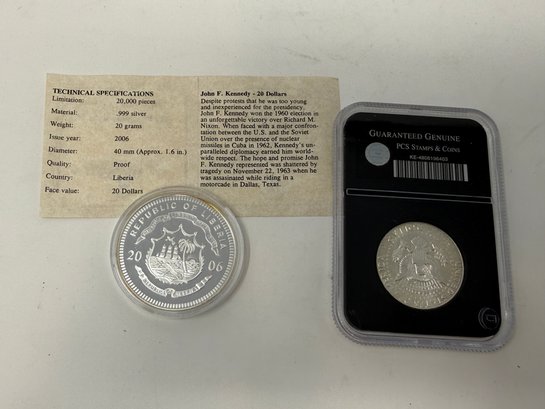 TECHNICAL SPECIFICATIONS
Limitation: 20,000 pieces
Material: .999 silver
Weight: 20 grams
Issue year: 2006
Diameter: 40 mm (Approx. 1.6 in.)
Quality: Proof
Country: Liberia
Face value: 20 Dollars
John F. Kennedy - 20 Dollars
Despite protests that he was too young
and inexperienced for the presidency,
John F. Kennedy won the 1960 election in
an unforgettable victory over Richard M.
Nixon. When faced with a major confron-
tation between the U.S. and the Soviet
Union over the presence of nuclear
missiles in Cuba in 1962, Kennedy's un-
paralleled diplomacy earned him world-
wide respect. The hope and promise John
F. Kennedy represented was shattered by
tragedy on November 22, 1963 when he
was assassinated while riding in a
motorcade in Dallas, Texas.
REPUBLIC OF LIBERIA
2006
GUARANTEED GENUINE
PCS STAMPS & COINS